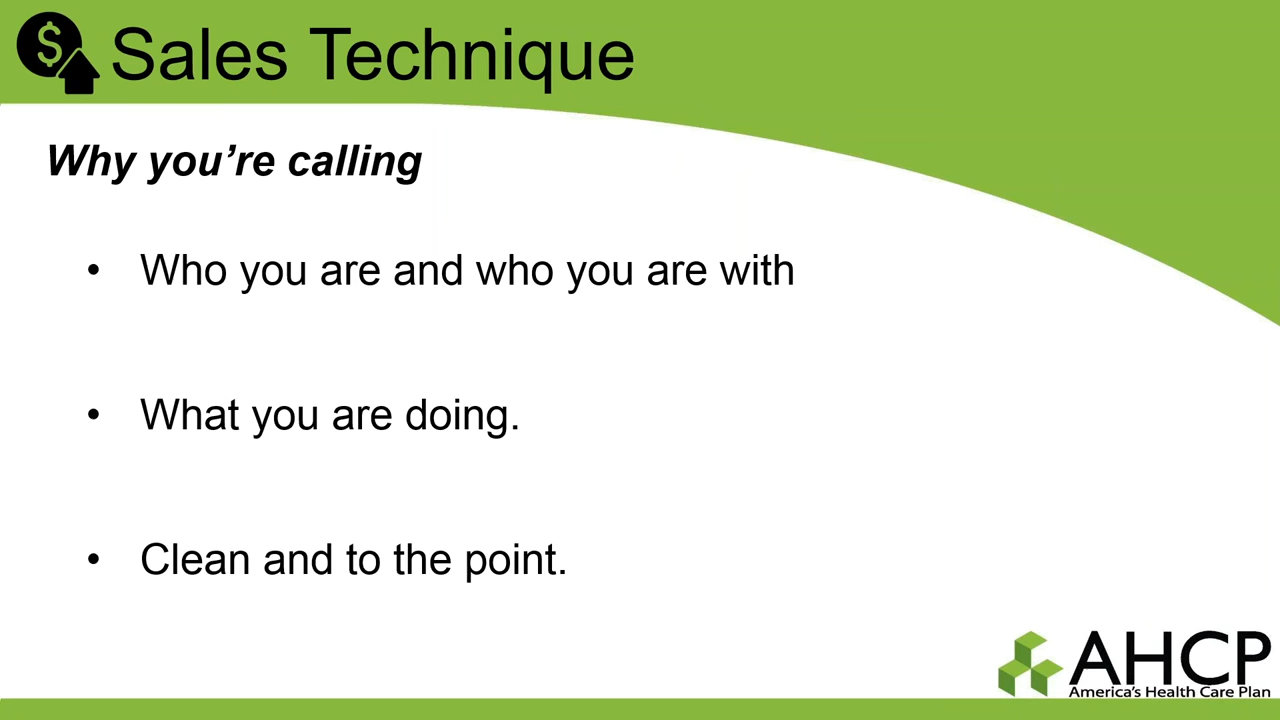 $ Sales Technique
Why you're calling
• Who you are and who you are with
• What you are doing.
• Clean and to the point.
AHCP
America's Health Care Plan